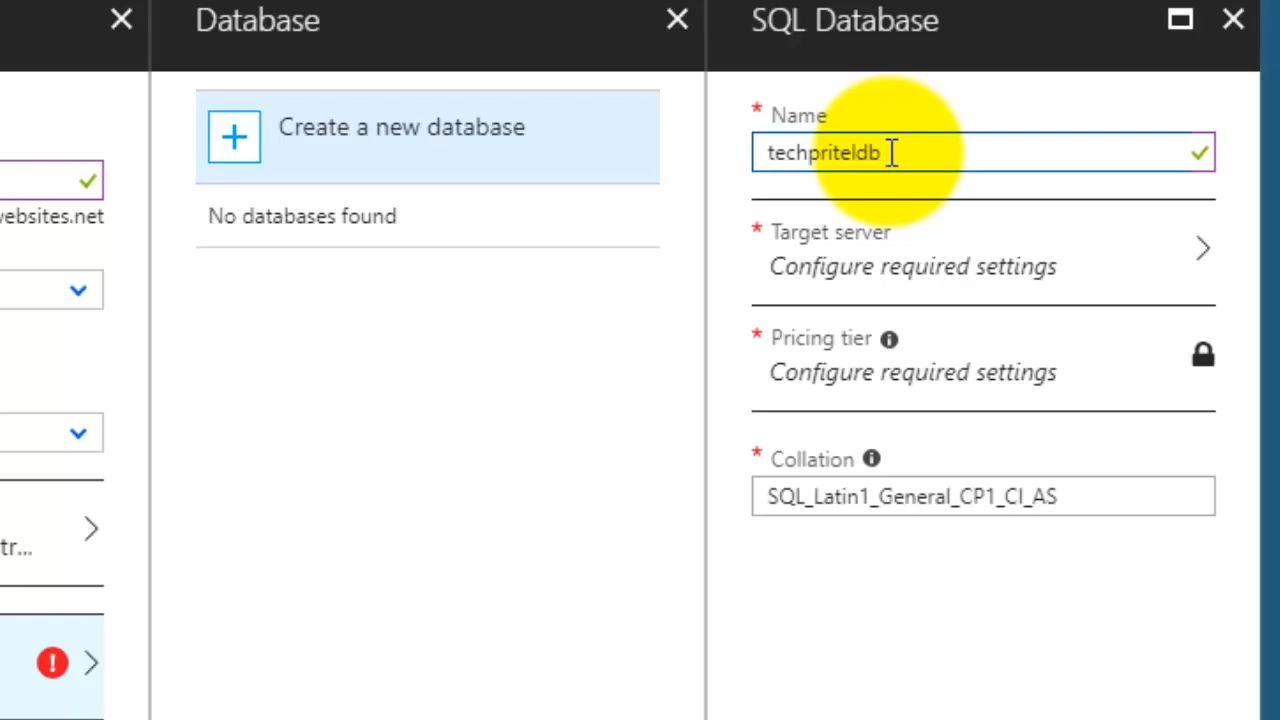 Database
SQL Database
Create a new database
No databases found
websites.net
tr...
* Name
techpriteldb
* Target server
Configure required settings
* Pricing tier
Configure required settings
* Collation
SQL_Latin1_General_CP1_CI_AS